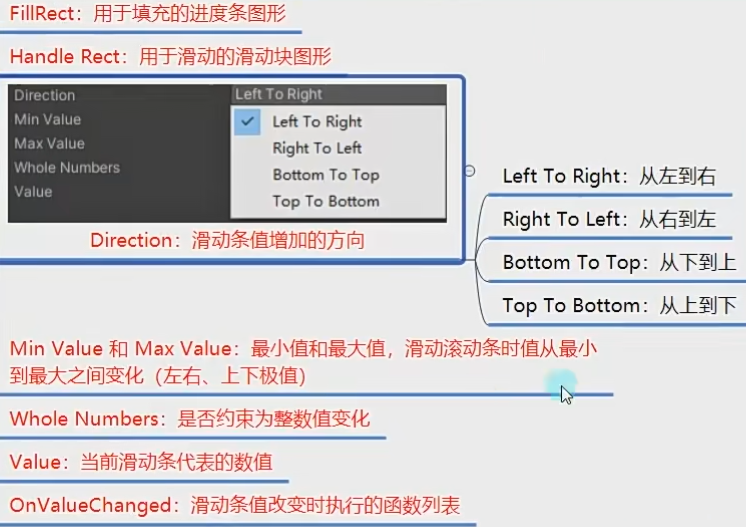 FillRect：用于填充的进度条图形
Handle Rect：用于滑动的滑动块图形
Direction
Left To Right
Min Value
Max Value
Whole Numbers
Value
Left To Right
Right To Left
Bottom To Top
Top To Bottom
Direction：滑动条值增加的方向
Left To Right：从左到右
Right To Left：从右到左
Bottom To Top：从下到上
Top To Bottom：从上到下
Min Value 和 Max Value：最小值和最大值，滑动滚动条时值从最小
到最大之间变化（左右、上下极值）
Whole Numbers：是否约束为整数值变化
Value：当前滑动条代表的数值
OnValueChanged：滑动条值改变时执行的函数列表